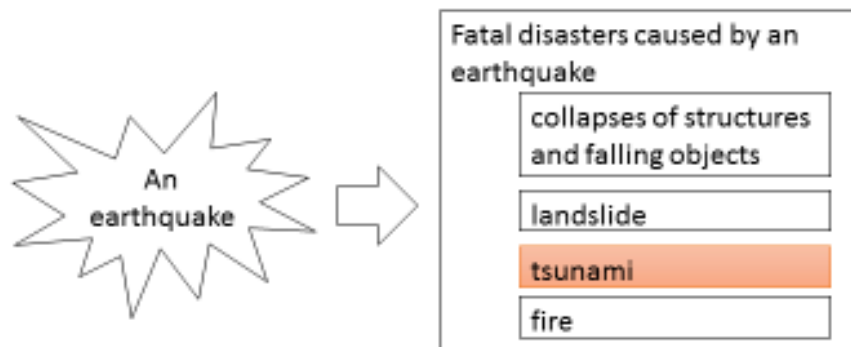 An
earthquake
Fatal disasters caused by an
earthquake
collapses of structures
and falling objects
landslide
tsunami
fire